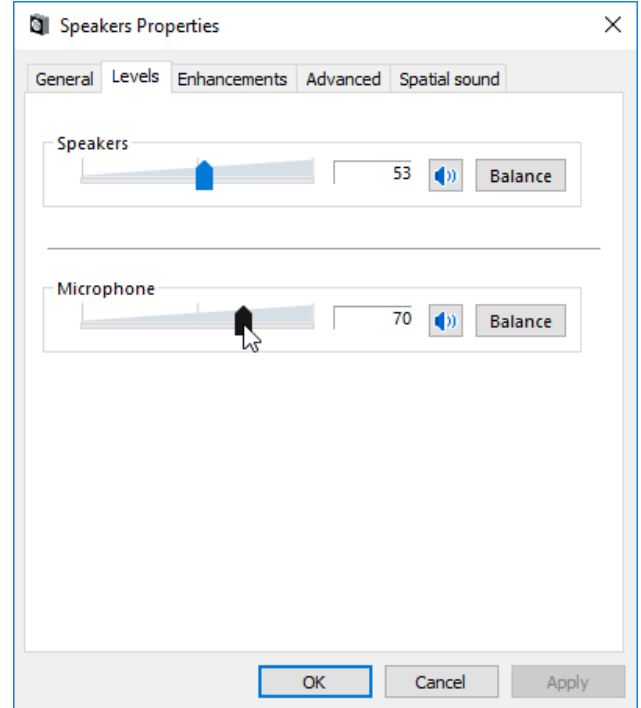 Speakers Properties
General Levels Enhancements Advanced Spatial sound
Speakers
53 Balance
Microphone
70 Balance
OK Cancel Apply